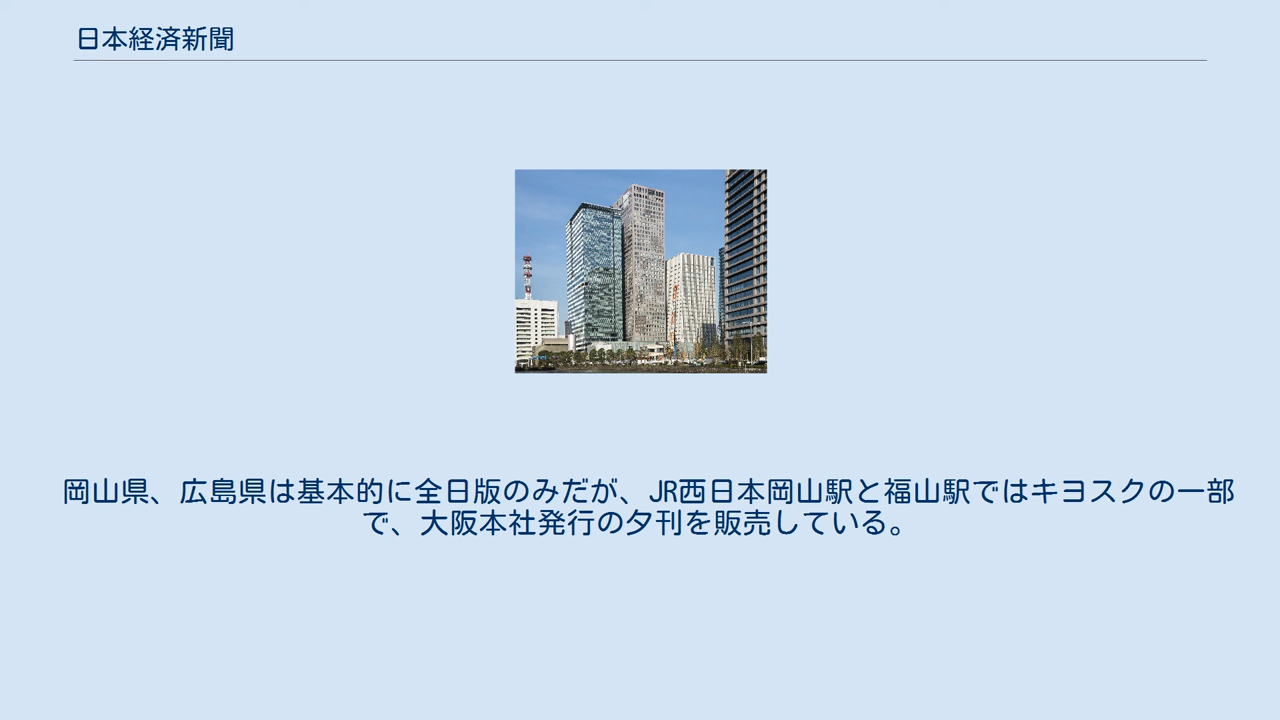 日本経済新聞
岡山県、広島県は基本的に全日版のみだが、JR西日本岡山駅と福山駅ではキヨスクの一部
で、大阪本社発行の夕刊を販売している。